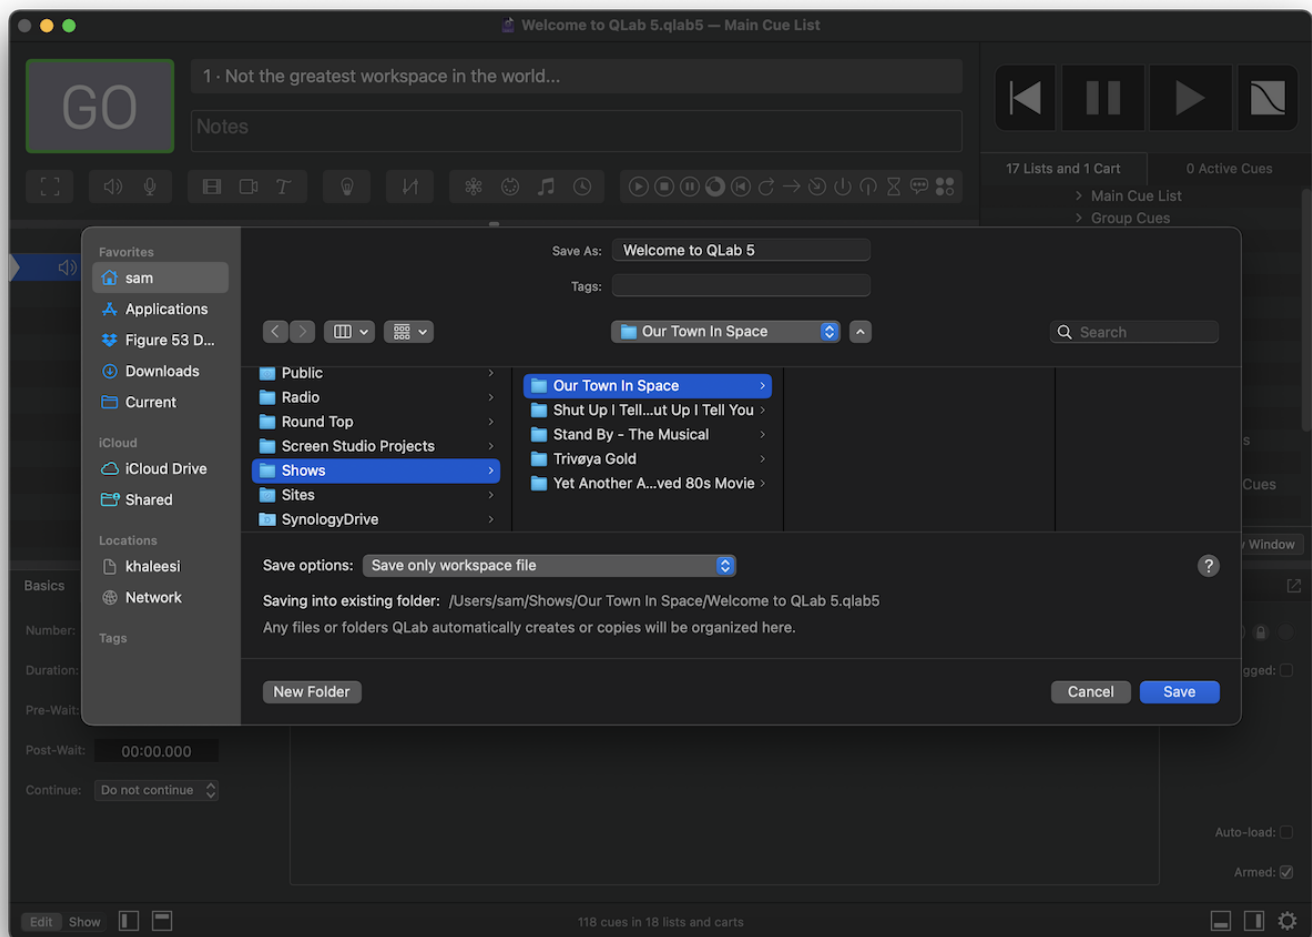 Welcome to QLab 5.qlab5 — Main Cue List
GO
1 · Not the greatest workspace in the world...
Notes
17 Lists and 1 Cart
0 Active Cues
Main Cue List
Group Cues
Favorites
sam
Applications
Figure 53 D...
Downloads
Current
iCloud
iCloud Drive
Shared
Locations
khaleesi
Network
Tags
Save As: Welcome to QLab 5
Tags:
Our Town In Space
Search
Public
Radio
Round Top
Screen Studio Projects
Shows
Sites
SynologyDrive
Our Town In Space
Shut Up I Tell...ut Up I Tell You
Stand By - The Musical
Trivøya Gold
Yet Another A...ved 80s Movie
Save options: Save only workspace file
?
Saving into existing folder: /Users/sam/Shows/Our Town In Space/Welcome to QLab 5.qlab5
Any files or folders QLab automatically creates or copies will be organized here.
New Folder
Cancel
Save
s
Cues
Window
Basics
Number:
Duration:
gged:
Pre-Wait:
Post-Wait: 00:00.000
Continue: Do not continue
Auto-load:
Armed:
Edit
Show
118 cues in 18 lists and carts